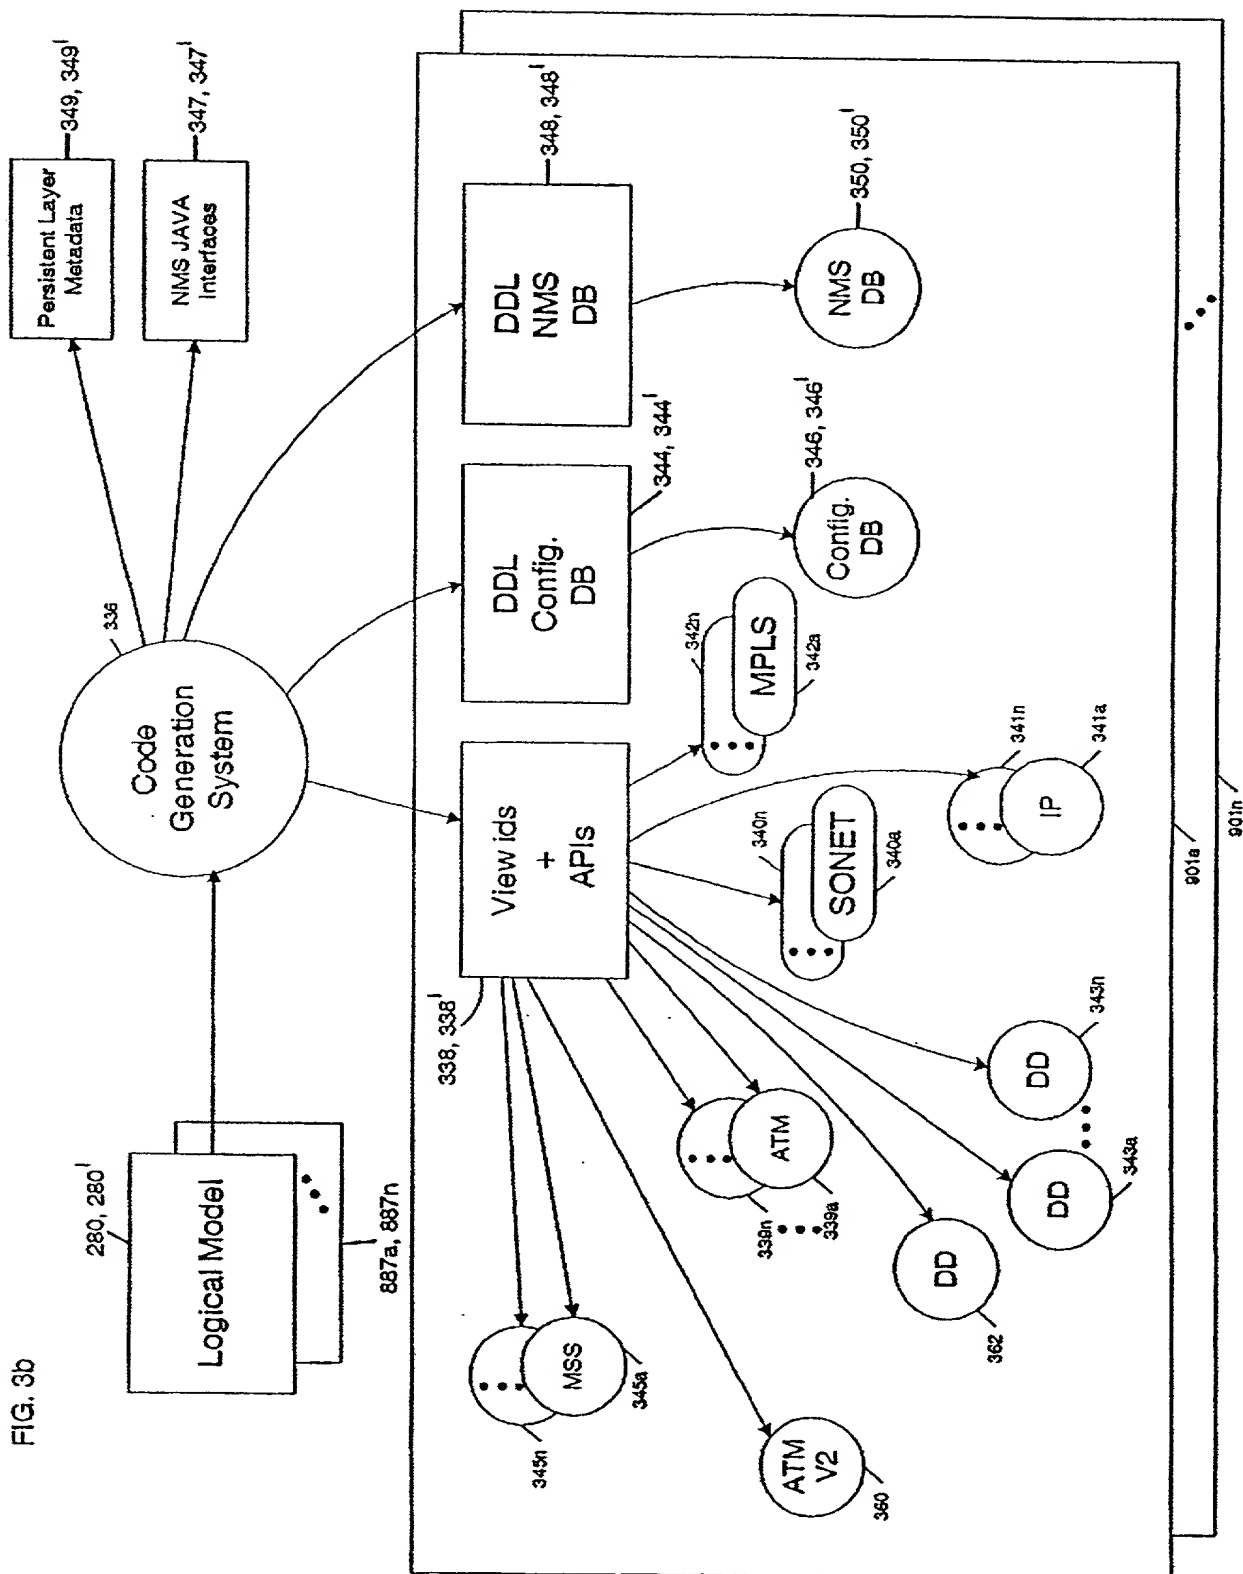 FIG. 3b
280, 280'
Logical Model
887a, 887n
336
Code
Generation
System
Persistent Layer
Metadata
349, 349'
NMS JAVA
Interfaces
347, 347'
338, 338'
View ids
+
APIs
DDL
Config.
DB
344, 344'
DDL
NMS
DB
348, 348'
345n
MSS
345a
ATM
V2
360
339n
339a
ATM
DD
362
DD
343a
DD
343n
340n
SONET
340a
342n
MPLS
342a
341n
IP
341a
Config.
DB
346, 346'
NMS
DB
350, 350'
901a
901n